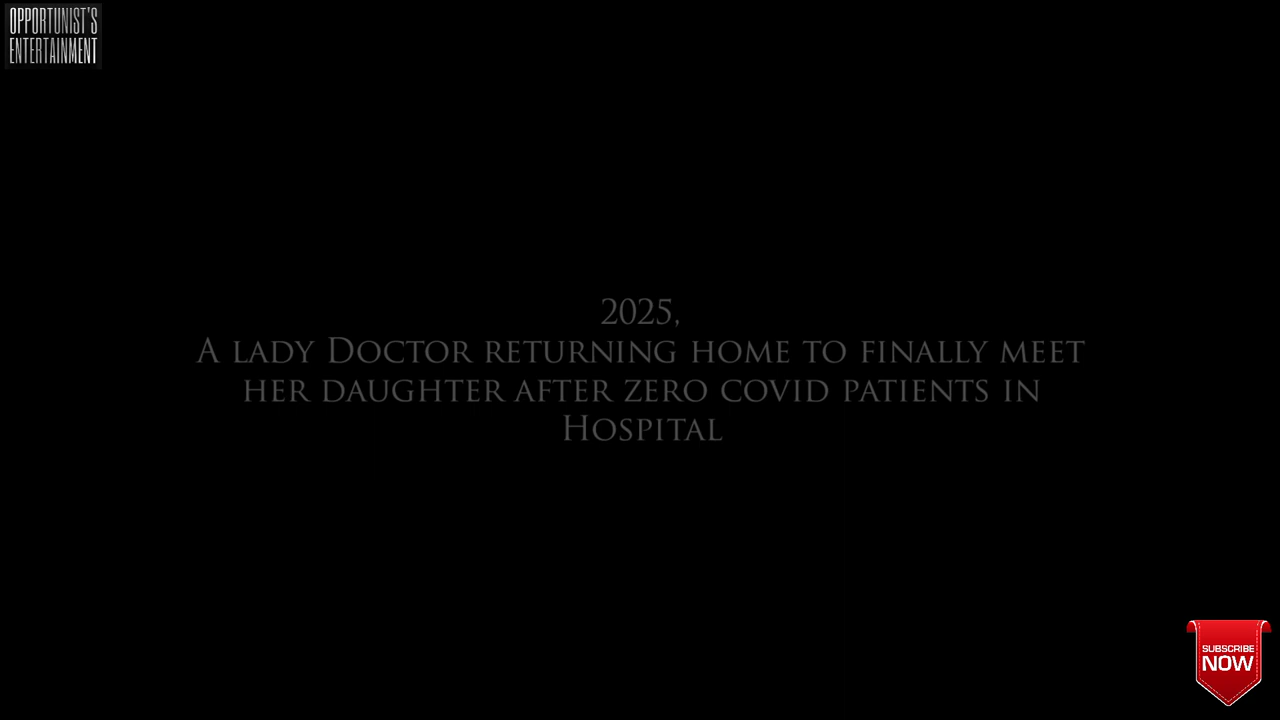 OPPORTUNIST'S
ENTERTAINMENT
2025,
A LADY DOCTOR RETURNING HOME TO FINALLY MEET
HER DAUGHTER AFTER ZERO COVID PATIENTS IN
HOSPITAL
SUBSCRIBE
NOW